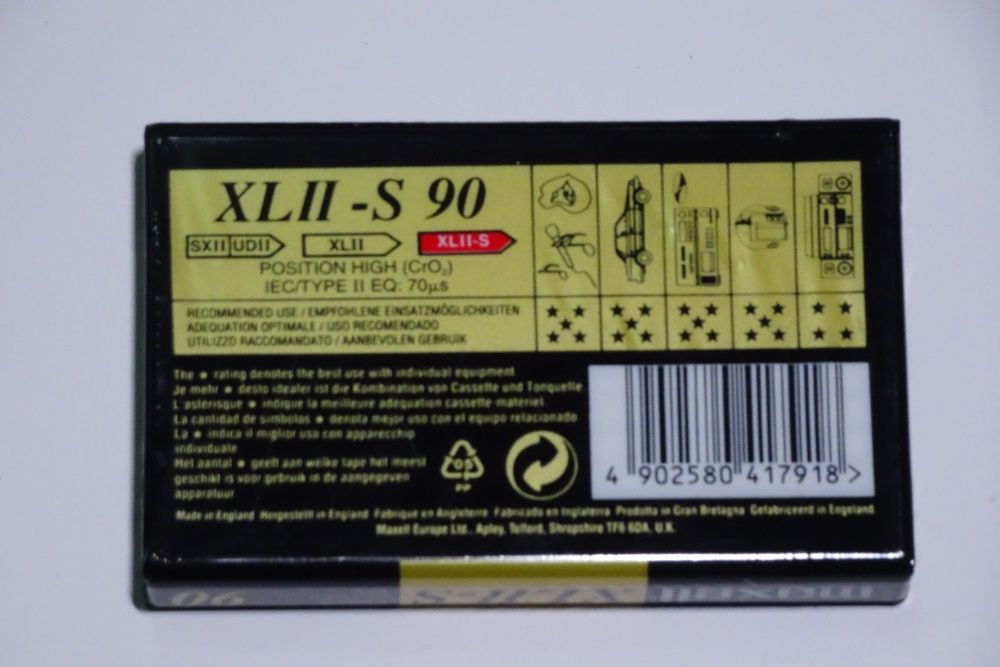 XLII-S 90
SXII UDII XLII XLII-S
POSITION HIGH (CrO₂)
IEC/TYPE II EQ: 70µs
RECOMMENDED USE / EMPFOHLENE EINSATZMÖGLICHKEITEN
ADEQUATION OPTIMALE / USO RECOMENDADO
UTILIZZO RACCOMANDATO / AANBEVOLEN GEBRUIK
The ★ rating denotes the best use with individual equipment
Je mehr ★ desto idealer ist die Kombination von Cassette und Tonquelle
L'asterisque ★ indique la meilleure adequation cassette-materiel
La cantidad de simbolos ★ denota mejor uso con el equipo relacionado
La ★ indica il miglior uso con apparecchio
individuale
Het aantal ★ geeft aan welke tape het meest
geschikt is voor gebruik in de aangegeven
apparatuur
05
PP
4 902580 417918 >
Made in England Hergestellt in England Fabriqué en Angleterre Fabricado en Inglaterra Prodotto in Gran Bretagna Gefabriceerd in Engeland
Maxell Europe Ltd., Apley, Telford, Shropshire TF6 6DA, U.K.
maxell XLII-S 90